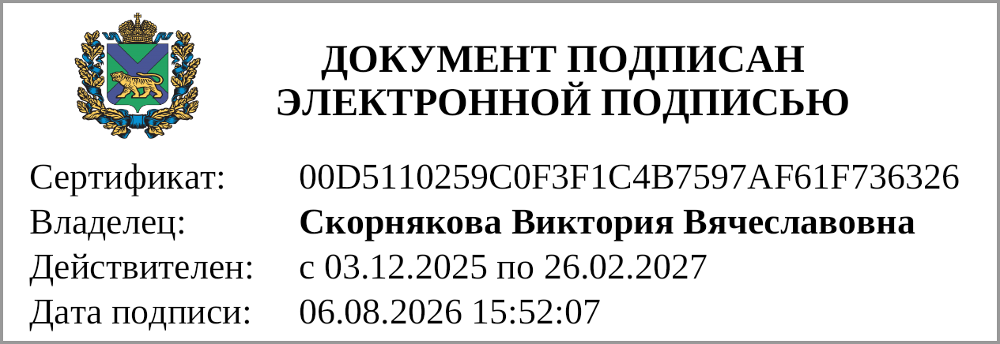 ДОКУМЕНТ ПОДПИСАН
ЭЛЕКТРОННОЙ ПОДПИСЬЮ
Сертификат: 00D5110259C0F3F1C4B7597AF61F736326
Владелец: Скорнякова Виктория Вячеславовна
Действителен: с 03.12.2025 по 26.02.2027
Дата подписи: 06.08.2026 15:52:07